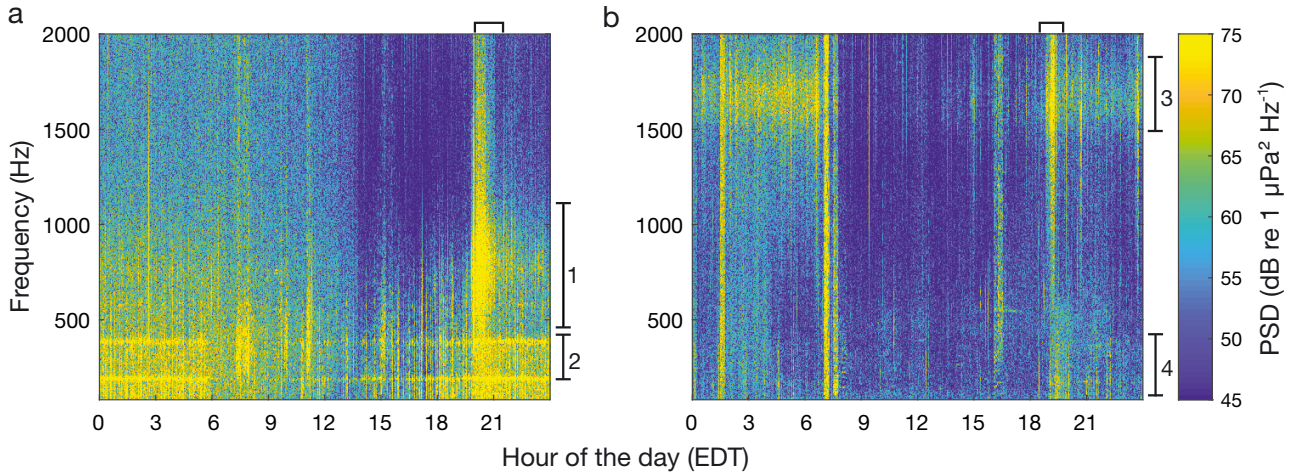 a
b
2000
1500
1000
500
Frequency (Hz)
0 3 6 9 12 15 18 21
1
2
2000
1500
1000
500
0 3 6 9 12 15 18 21
3
4
Hour of the day (EDT)
75
70
65
60
55
50
45
PSD (dB re 1 µPa² Hz⁻¹)